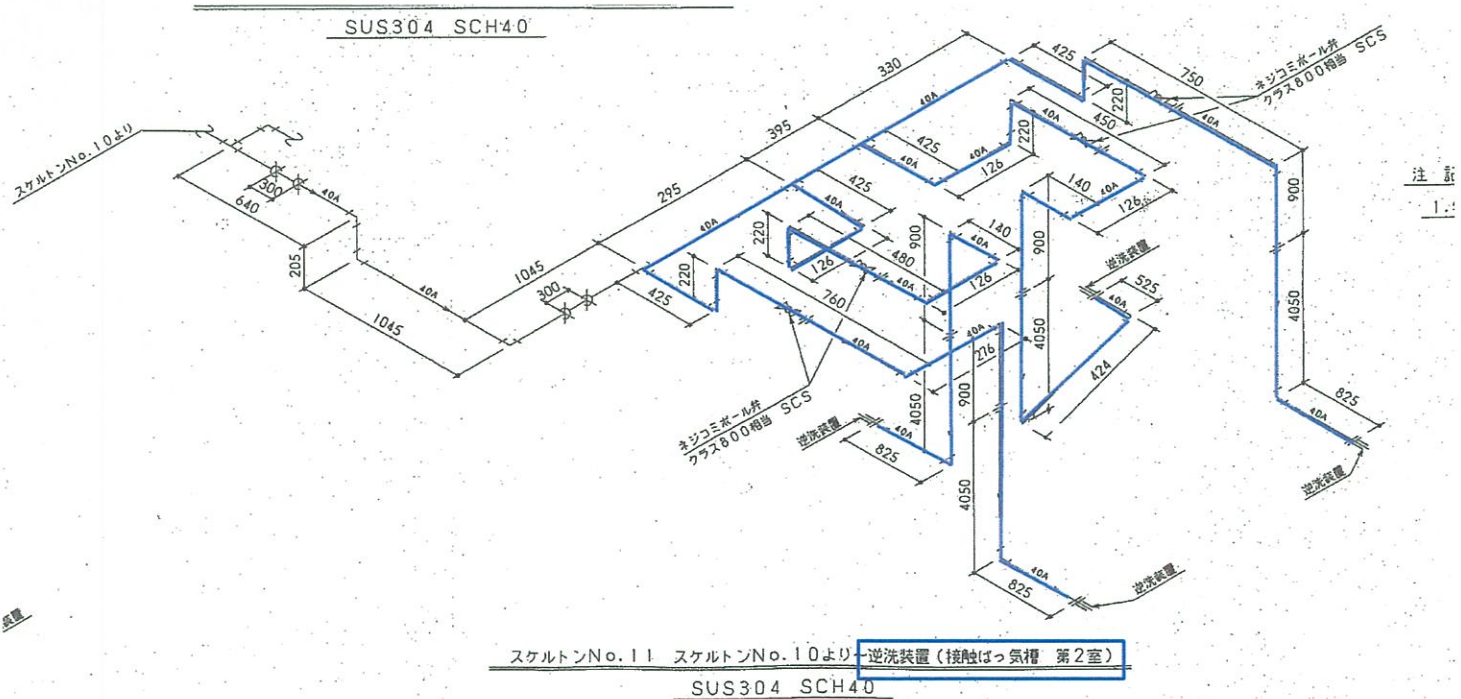 SUS304 SCH40
スケルトンNo.10より
40A
300
640
205
40A
1045
1045
300
295
395
330
40A
40A
425
220
750
40A
ネジコミボール弁
クラス800相当 SCS
450
220
425
40A
126
140
40A
126
425
40A
220
126
480
900
140
40A
126
900
逆洗装置
525
40A
424
4050
900
4050
825
40A
逆洗装置
220
425
760
40A
40A
276
ネジコミボール弁
クラス800相当 SCS
逆洗装置
40A
825
4050
900
4050
40A
825
逆洗装置
注 記
装置
スケルトンNo.11 スケルトンNo.10より~逆洗装置(接触ばっ気槽 第2室)
SUS304 SCH40